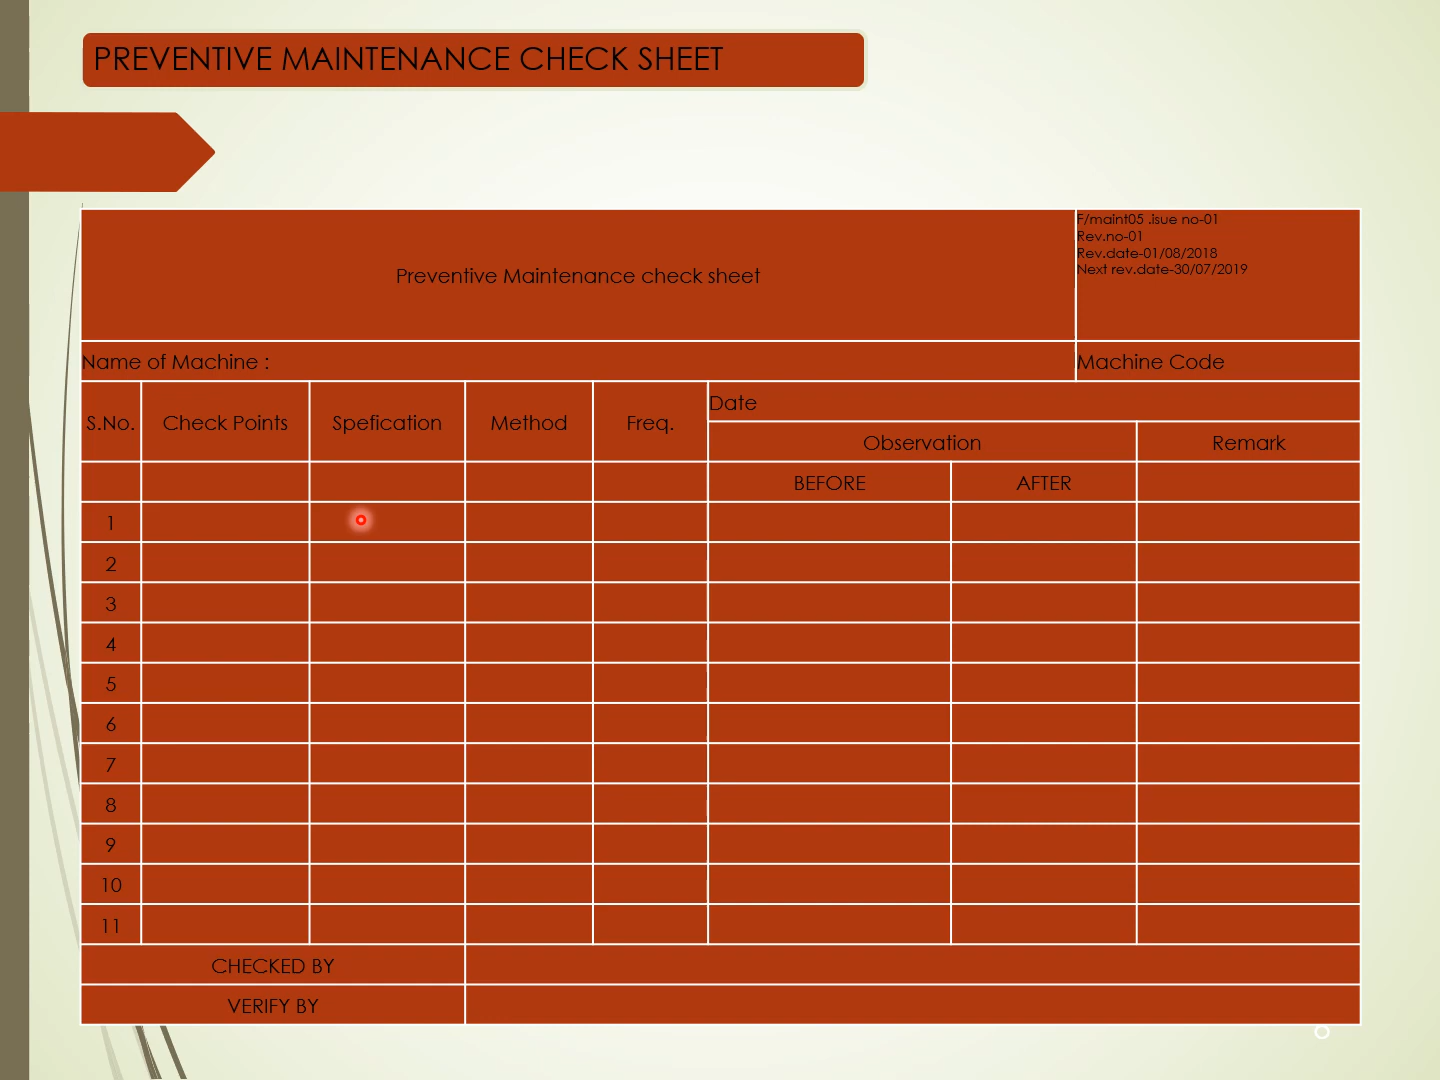 PREVENTIVE MAINTENANCE CHECK SHEET
Preventive Maintenance check sheet
F/maint05 .isue no-01
Rev.no-01
Rev.date-01/08/2018
Next rev.date-30/07/2019
Name of Machine :
Machine Code
S.No.
Check Points
Spefication
Method
Freq.
Date
Observation
Remark
BEFORE
AFTER
1
2
3
4
5
6
7
8
9
10
11
CHECKED BY
VERIFY BY